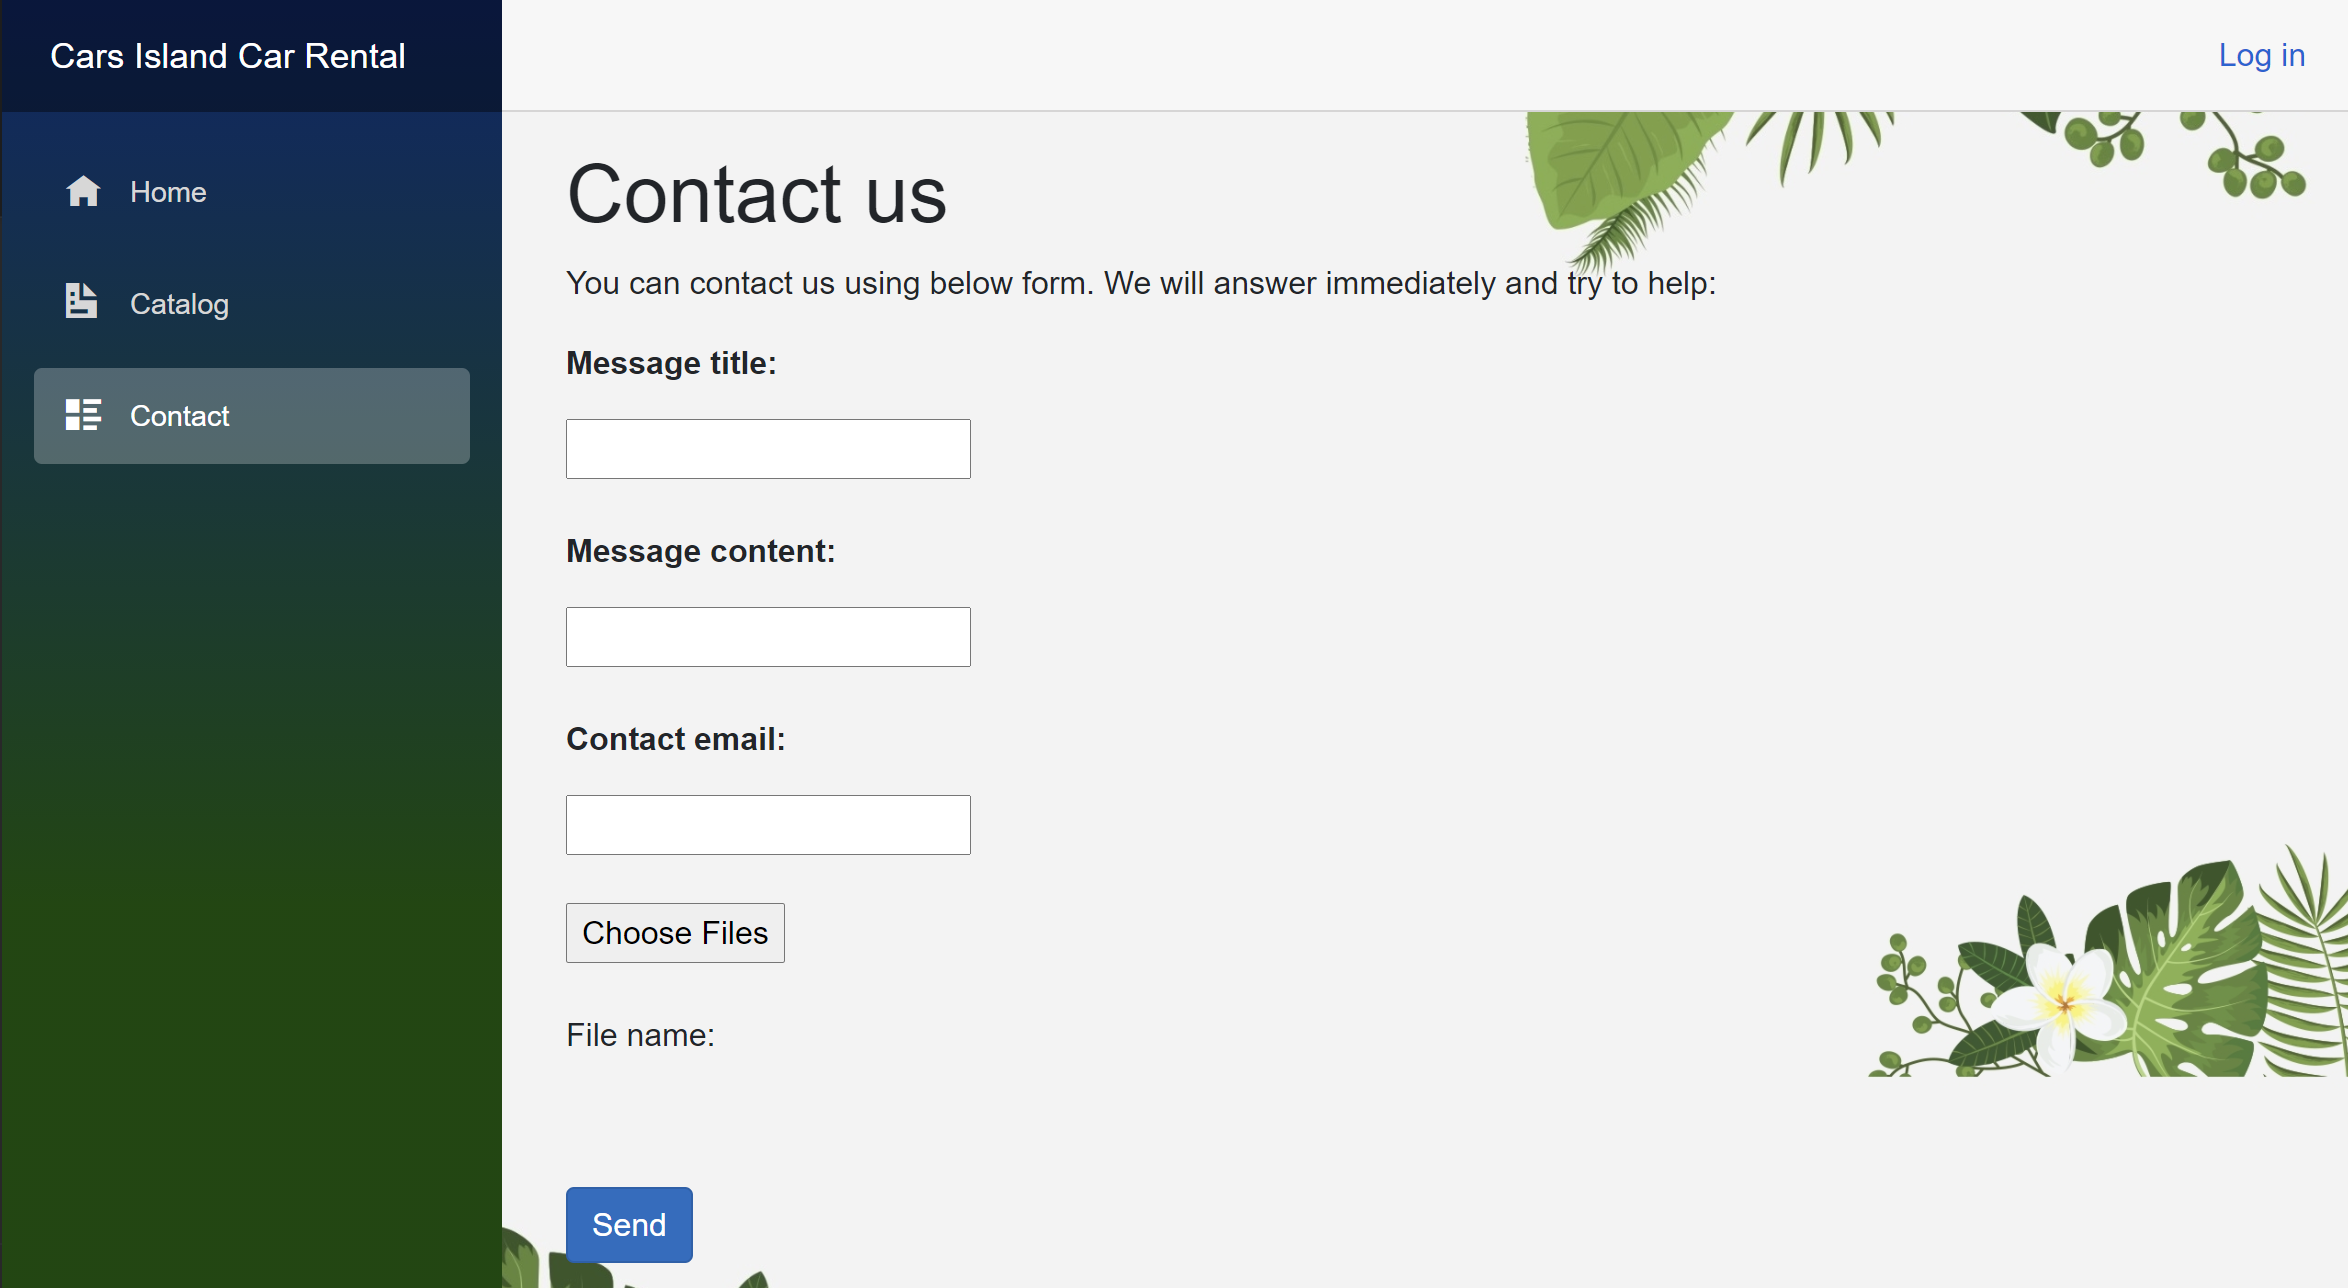 Cars Island Car Rental
Log in
Home
Catalog
Contact
Contact us
You can contact us using below form. We will answer immediately and try to help:
Message title:
Message content:
Contact email:
Choose Files
File name:
Send